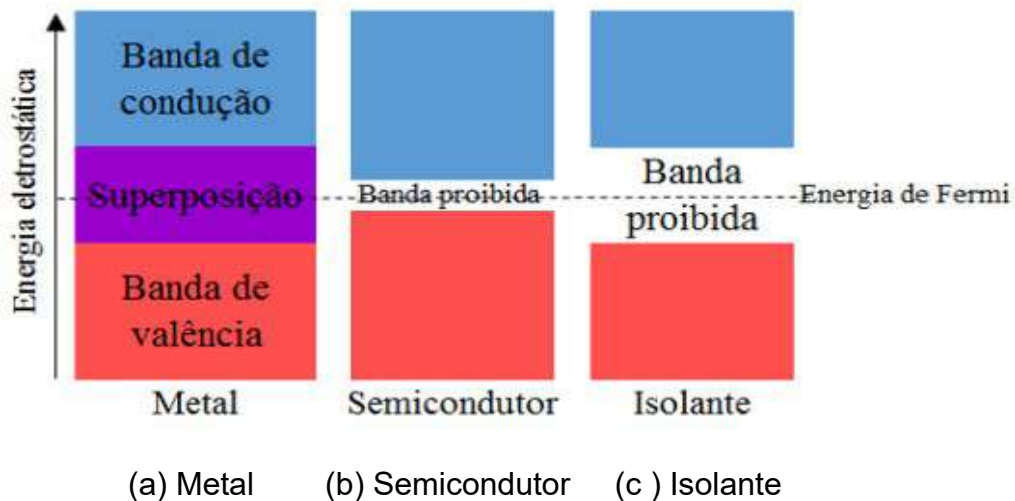 Energia eletrostática
Banda de
condução
Superposição
Banda de
valência
Metal
Banda proibida
Semicondutor
Banda
proibida
Isolante
Energia de Fermi
(a) Metal (b) Semicondutor (c ) Isolante